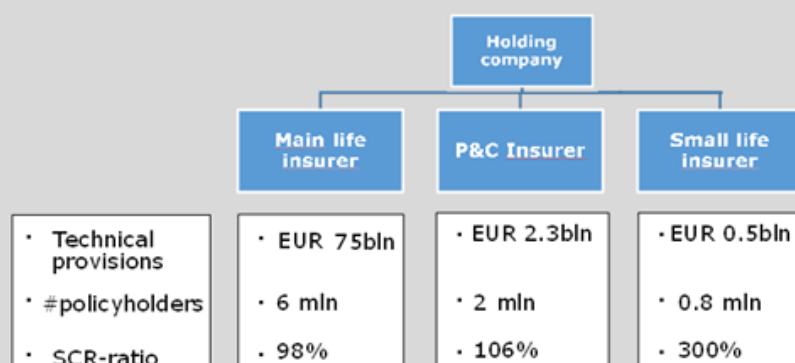 Holding
company
Main life
insurer
P&C Insurer
Small life
insurer
· Technical
provisions
· EUR 75bln
· EUR 2.3bln
· EUR 0.5bln
· #policyholders
· 6 mln
· 2 mln
· 0.8 mln
· SCR-ratio
· 98%
· 106%
· 300%